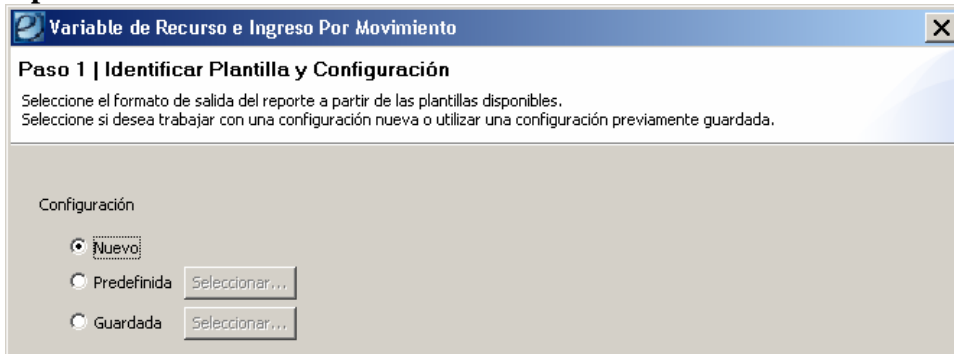 Variable de Recurso e Ingreso Por Movimiento
Paso 1 | Identificar Plantilla y Configuración
Seleccione el formato de salida del reporte a partir de las plantillas disponibles.
Seleccione si desea trabajar con una configuración nueva o utilizar una configuración previamente guardada.
Configuración
Nuevo
Predefinida Seleccionar...
Guardada Seleccionar...